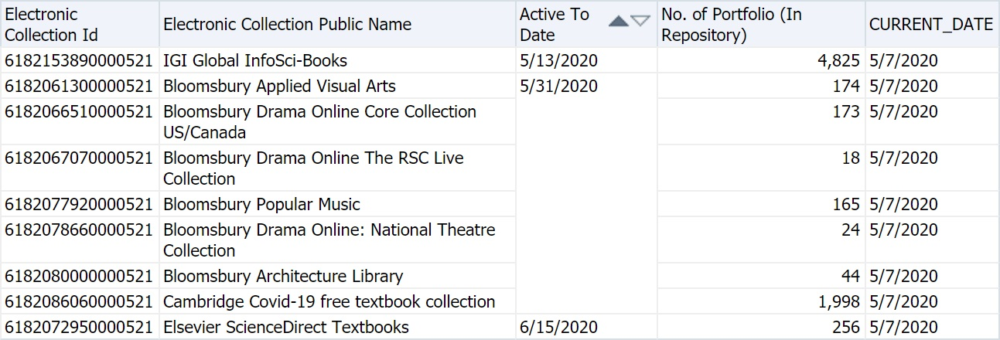 Electronic Collection Id Electronic Collection Public Name Active To Date No. of Portfolio (In Repository) CURRENT_DATE
6182153890000521 IGI Global InfoSci-Books 5/13/2020 4,825 5/7/2020
6182061300000521 Bloomsbury Applied Visual Arts 5/31/2020 174 5/7/2020
6182066510000521 Bloomsbury Drama Online Core Collection US/Canada 173 5/7/2020
6182067070000521 Bloomsbury Drama Online The RSC Live Collection 18 5/7/2020
6182077920000521 Bloomsbury Popular Music 165 5/7/2020
6182078660000521 Bloomsbury Drama Online: National Theatre Collection 24 5/7/2020
6182080000000521 Bloomsbury Architecture Library 44 5/7/2020
6182086060000521 Cambridge Covid-19 free textbook collection 1,998 5/7/2020
6182072950000521 Elsevier ScienceDirect Textbooks 6/15/2020 256 5/7/2020